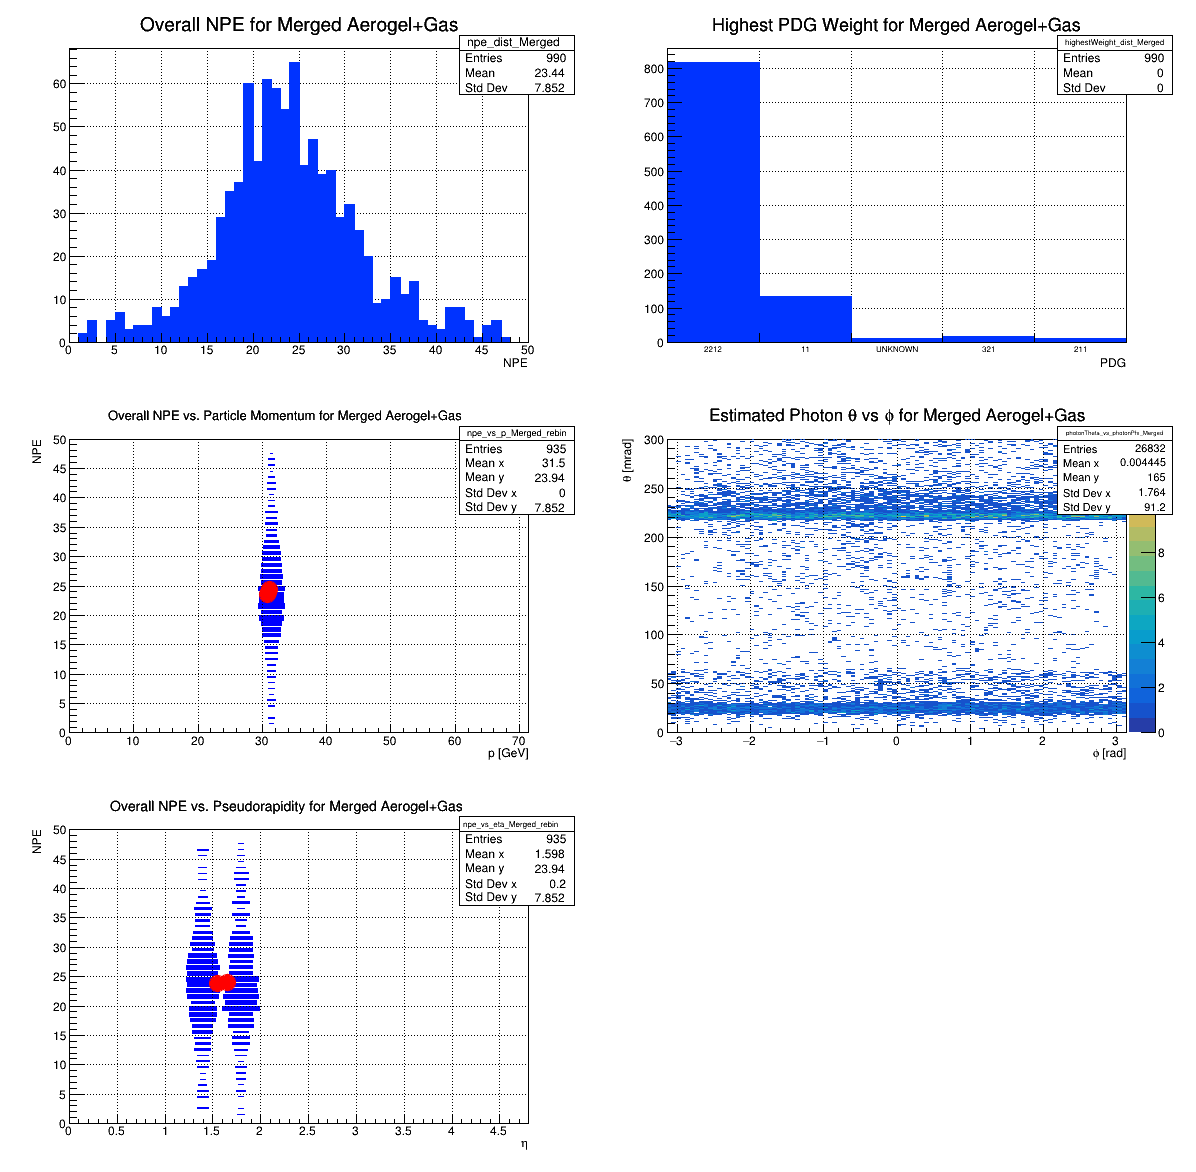 Overall NPE for Merged Aerogel+Gas
npe_dist_Merged
Entries 990
Mean 23.44
Std Dev 7.852
60
50
40
30
20
10
0
0 5 10 15 20 25 30 35 40 45 50
NPE
Highest PDG Weight for Merged Aerogel+Gas
highestWeight_dist_Merged
Entries 990
Mean 0
Std Dev 0
800
700
600
500
400
300
200
100
0
2212 11 UNKNOWN 321 211
PDG
Overall NPE vs. Particle Momentum for Merged Aerogel+Gas
npe_vs_p_Merged_rebin
Entries 935
Mean x 31.5
Mean y 23.94
Std Dev x 0
Std Dev y 7.852
NPE
50
45
40
35
30
25
20
15
10
5
0
0 10 20 30 40 50 60 70
p [GeV]
Estimated Photon θ vs ϕ for Merged Aerogel+Gas
photonTheta_vs_photonPhi_Merged
Entries 26832
Mean x 0.004445
Mean y 165
Std Dev x 1.764
Std Dev y 91.2
θ [mrad]
300
250
200
150
100
50
0
−3 −2 −1 0 1 2 3
ϕ [rad]
8
6
4
2
0
Overall NPE vs. Pseudorapidity for Merged Aerogel+Gas
npe_vs_eta_Merged_rebin
Entries 935
Mean x 1.598
Mean y 23.94
Std Dev x 0.2
Std Dev y 7.852
NPE
50
45
40
35
30
25
20
15
10
5
0
0 0.5 1 1.5 2 2.5 3 3.5 4 4.5
η